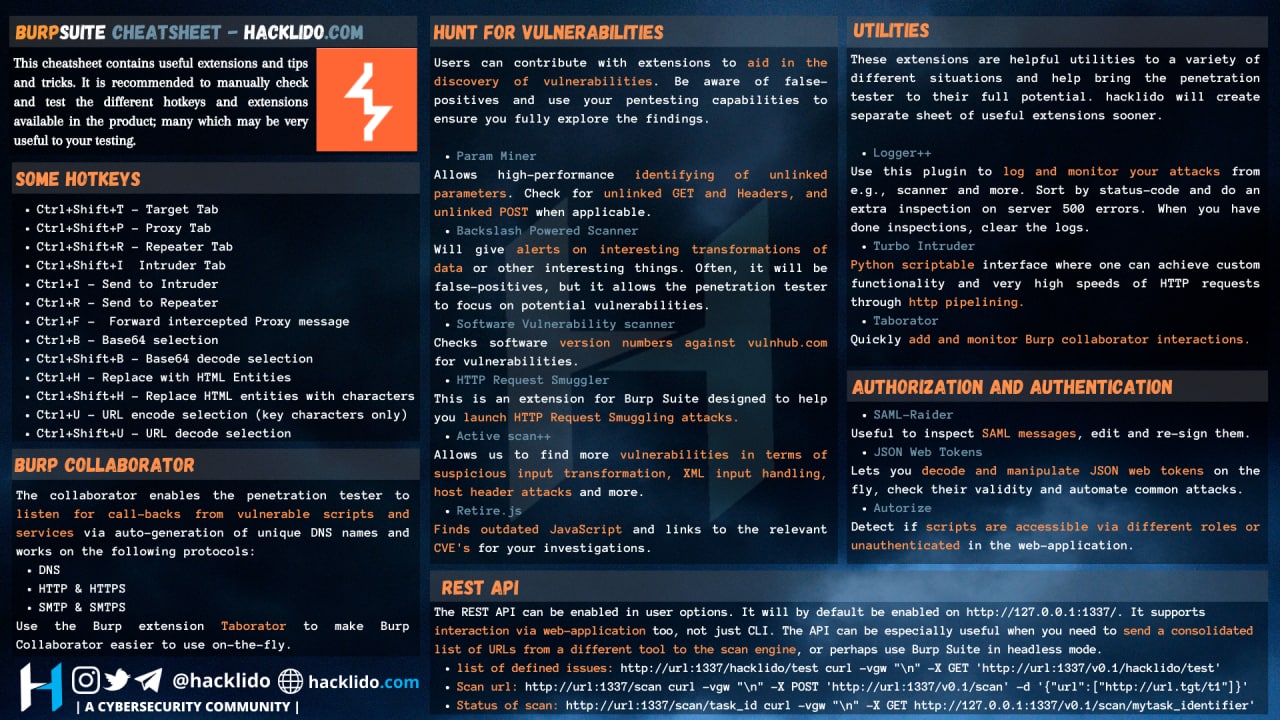 BURPSUITE CHEATSHEET - HACKLIDO.COM
This cheatsheet contains useful extensions and tips
and tricks. It is recommended to manually check
and test the different hotkeys and extensions
available in the product; many which may be very
useful to your testing.
SOME HOTKEYS
• Ctrl+Shift+T - Target Tab
• Ctrl+Shift+P - Proxy Tab
• Ctrl+Shift+R - Repeater Tab
• Ctrl+Shift+I Intruder Tab
• Ctrl+I - Send to Intruder
• Ctrl+R - Send to Repeater
• Ctrl+F - Forward intercepted Proxy message
• Ctrl+B - Base64 selection
• Ctrl+Shift+B - Base64 decode selection
• Ctrl+H - Replace with HTML Entities
• Ctrl+Shift+H - Replace HTML entities with characters
• Ctrl+U - URL encode selection (key characters only)
• Ctrl+Shift+U - URL decode selection
BURP COLLABORATOR
The collaborator enables the penetration tester to
listen for call-backs from vulnerable scripts and
services via auto-generation of unique DNS names and
works on the following protocols:
• DNS
• HTTP & HTTPS
• SMTP & SMTPS
Use the Burp extension Taborator to make Burp
Collaborator easier to use on-the-fly.
@hacklido hacklido.com
| A CYBERSECURITY COMMUNITY |
HUNT FOR VULNERABILITIES
Users can contribute with extensions to aid in the
discovery of vulnerabilities. Be aware of false-
positives and use your pentesting capabilities to
ensure you fully explore the findings.
• Param Miner
Allows high-performance identifying of unlinked
parameters. Check for unlinked GET and Headers, and
unlinked POST when applicable.
• Backslash Powered Scanner
Will give alerts on interesting transformations of
data or other interesting things. Often, it will be
false-positives, but it allows the penetration tester
to focus on potential vulnerabilities.
• Software Vulnerability scanner
Checks software version numbers against vulnhub.com
for vulnerabilities.
• HTTP Request Smuggler
This is an extension for Burp Suite designed to help
you launch HTTP Request Smuggling attacks.
• Active scan++
Allows us to find more vulnerabilities in terms of
suspicious input transformation, XML input handling,
host header attacks and more.
• Retire.js
Finds outdated JavaScript and links to the relevant
CVE's for your investigations.
UTILITIES
These extensions are helpful utilities to a variety of
different situations and help bring the penetration
tester to their full potential. hacklido will create
separate sheet of useful extensions sooner.
• Logger++
Use this plugin to log and monitor your attacks from
e.g., scanner and more. Sort by status-code and do an
extra inspection on server 500 errors. When you have
done inspections, clear the logs.
• Turbo Intruder
Python scriptable interface where one can achieve custom
functionality and very high speeds of HTTP requests
through http pipelining.
• Taborator
Quickly add and monitor Burp collaborator interactions.
AUTHORIZATION AND AUTHENTICATION
• SAML-Raider
Useful to inspect SAML messages, edit and re-sign them.
• JSON Web Tokens
Lets you decode and manipulate JSON web tokens on the
fly, check their validity and automate common attacks.
• Autorize
Detect if scripts are accessible via different roles or
unauthenticated in the web-application.
REST API
The REST API can be enabled in user options. It will by default be enabled on http://127.0.0.1:1337/. It supports
interaction via web-application too, not just CLI. The API can be especially useful when you need to send a consolidated
list of URLs from a different tool to the scan engine, or perhaps use Burp Suite in headless mode.
• list of defined issues: http://url:1337/hacklido/test curl -vgw "\n" -X GET 'http://url:1337/v0.1/hacklido/test'
• Scan url: http://url:1337/scan curl -vgw "\n" -X POST 'http://url:1337/v0.1/scan' -d '{"url":["http://url.tgt/t1"]}'
• Status of scan: http://url:1337/scan/task_id curl -vgw "\n" -X GET http://url:1337/v0.1/scan/mytask_identifier'